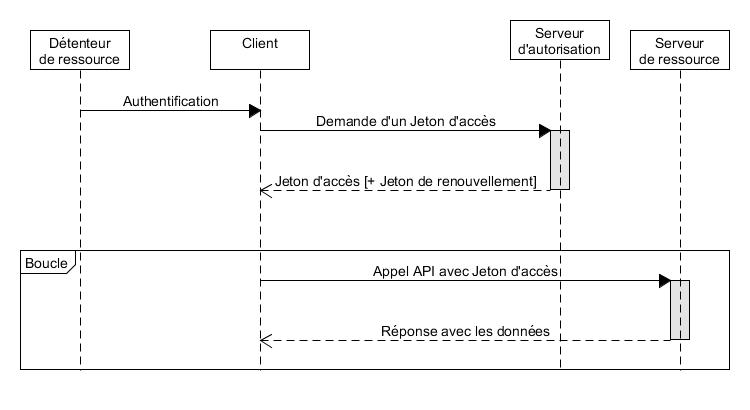 Détenteur
de ressource
Client
Serveur
d'autorisation
Serveur
de ressource
Authentification
Demande d'un Jeton d'accès
Jeton d'accès [+ Jeton de renouvellement]
Boucle
Appel API avec Jeton d'accès
Réponse avec les données